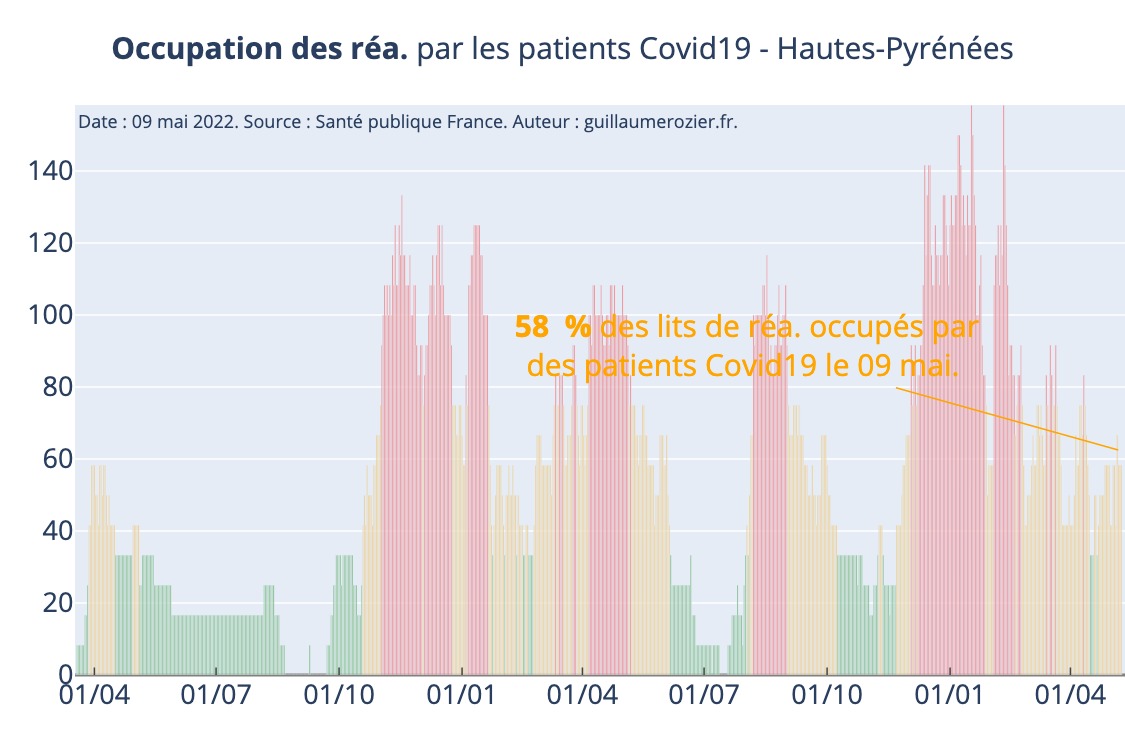 Occupation des réa. par les patients Covid19 - Hautes-Pyrénées
Date : 09 mai 2022. Source : Santé publique France. Auteur : guillaumerozier.fr.
140
120
100
58 % des lits de réa. occupés par
des patients Covid19 le 09 mai.
80
60
40
20
0
01/04 01/07 01/10 01/01 01/04 01/07 01/10 01/01 01/04